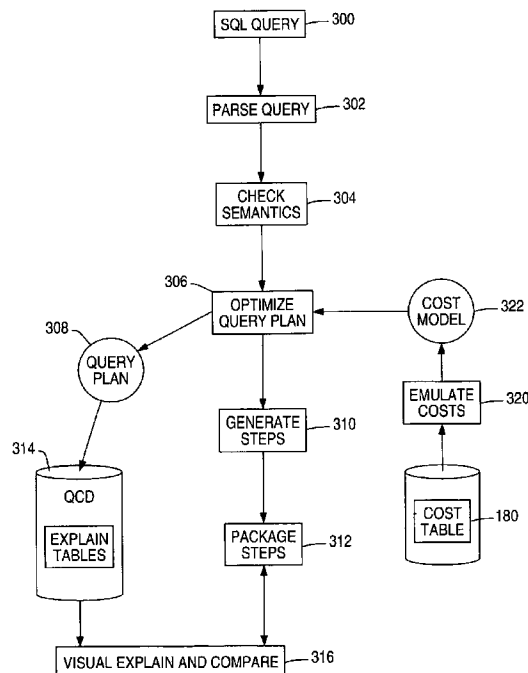 SQL QUERY
300
PARSE QUERY
302
CHECK
SEMANTICS
304
306
OPTIMIZE
QUERY PLAN
308
QUERY
PLAN
COST
MODEL
322
EMULATE
COSTS
320
GENERATE
STEPS
310
314
QCD
EXPLAIN
TABLES
PACKAGE
STEPS
312
COST
TABLE
180
VISUAL EXPLAIN AND COMPARE
316